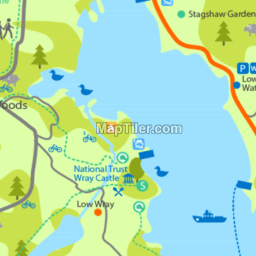 Stagshaw Garden
P W
Low
Wat
oods
MapTiler.com
National Trust
Wray Castle
S
Low Wray